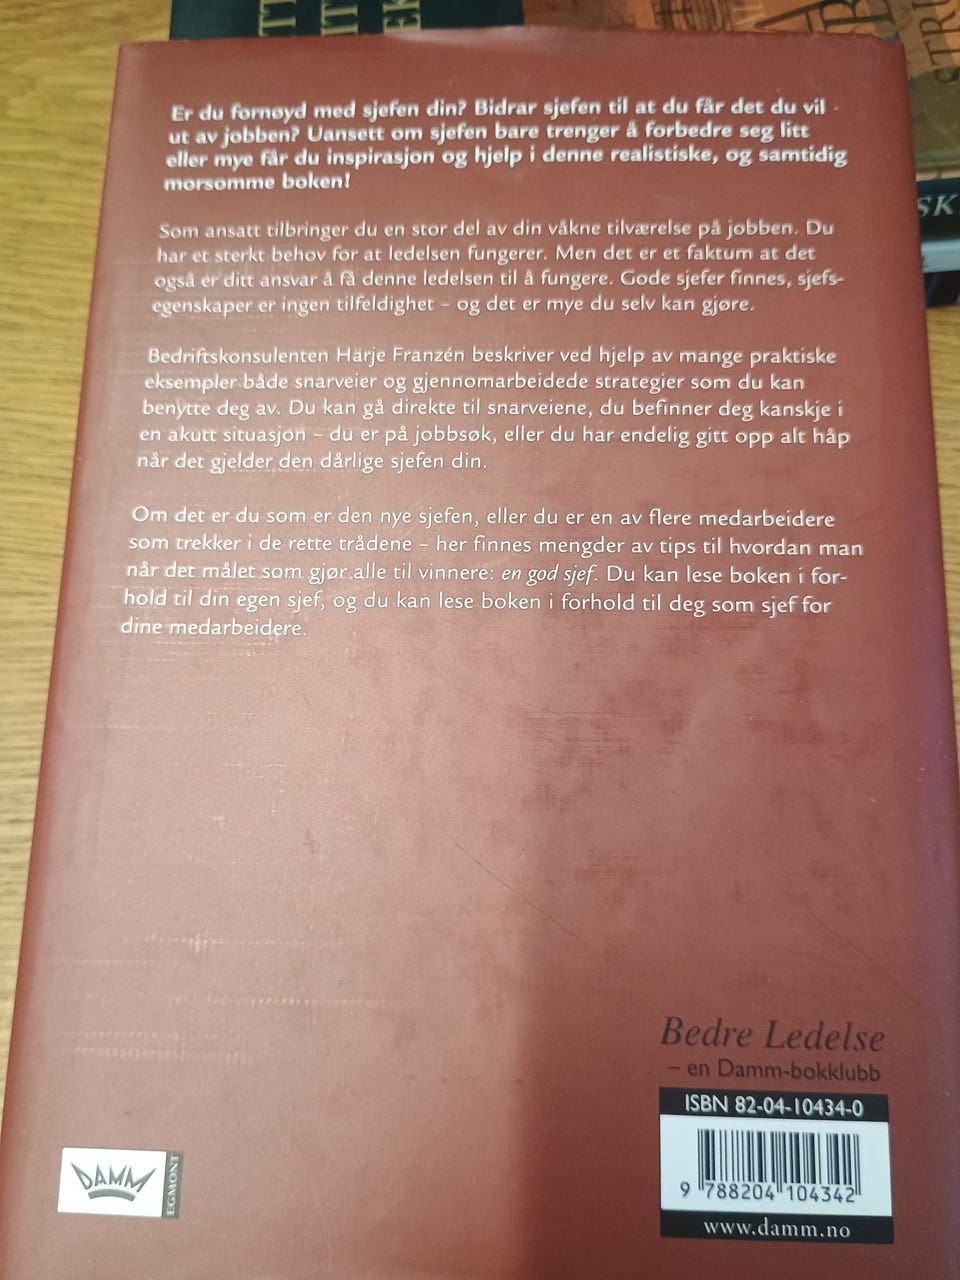 Er du fornøyd med sjefen din? Bidrar sjefen til at du får det du vil
ut av jobben? Uansett om sjefen bare trenger å forbedre seg litt
eller mye får du inspirasjon og hjelp i denne realistiske, og samtidig
morsomme boken!
Som ansatt tilbringer du en stor del av din våkne tilværelse på jobben. Du
har et sterkt behov for at ledelsen fungerer. Men det er et faktum at det
også er ditt ansvar å få denne ledelsen til å fungere. Gode sjefer finnes, sjefs-
egenskaper er ingen tilfeldighet – og det er mye du selv kan gjøre.
Bedriftskonsulenten Härje Franzén beskriver ved hjelp av mange praktiske
eksempler både snarveier og gjennomarbeidede strategier som du kan
benytte deg av. Du kan gå direkte til snarveiene, du befinner deg kanskje i
en akutt situasjon – du er på jobbsøk, eller du har endelig gitt opp alt håp
når det gjelder den dårlige sjefen din.
Om det er du som er den nye sjefen, eller du er en av flere medarbeidere
som trekker i de rette trådene – her finnes mengder av tips til hvordan man
når det målet som gjør alle til vinnere: en god sjef. Du kan lese boken i for-
hold til din egen sjef, og du kan lese boken i forhold til deg som sjef for
dine medarbeidere.
Bedre Ledelse
– en Damm-bokklubb
ISBN 82-04-10434-0
9 788204 104342
www.damm.no
DAMM
EGMONT